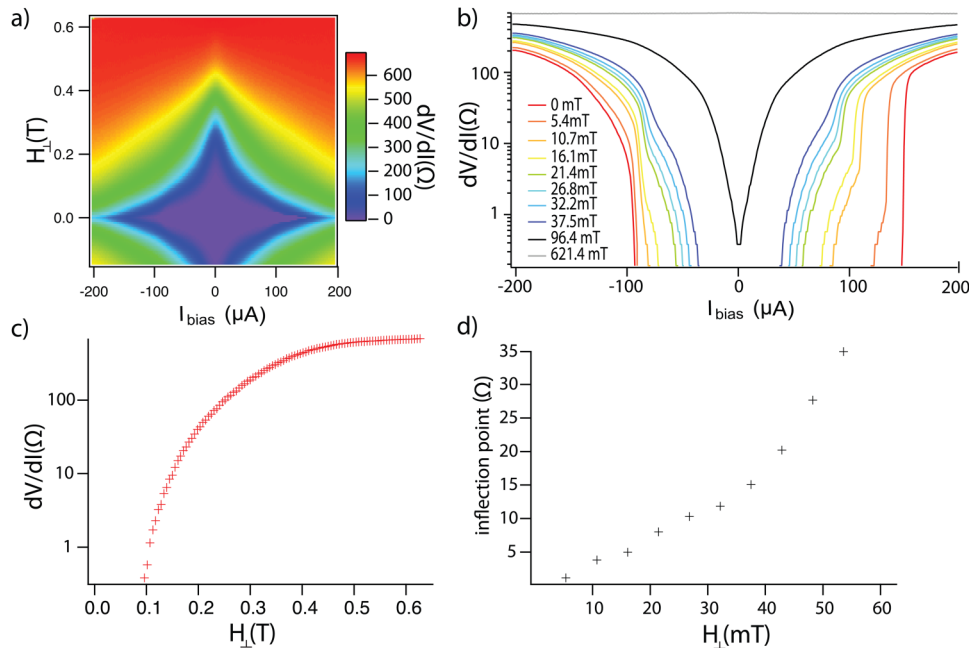 a)
0.6
0.4
0.2
0.0
H⊥(T)
-200
-100
0
100
200
I bias (μA)
600
500
400
300
200
100
0
dV/dI(Ω)
b)
100
10
1
dV/dI(Ω)
0 mT
5.4mT
10.7mT
16.1mT
21.4mT
26.8mT
32.2mT
37.5mT
96.4 mT
621.4 mT
-200
-100
0
100
200
I bias (μA)
c)
100
10
1
dV/dI(Ω)
0.0
0.1
0.2
0.3
0.4
0.5
0.6
H⊥(T)
d)
35
30
25
20
15
10
5
inflection point (Ω)
10
20
30
40
50
60
H⊥(mT)